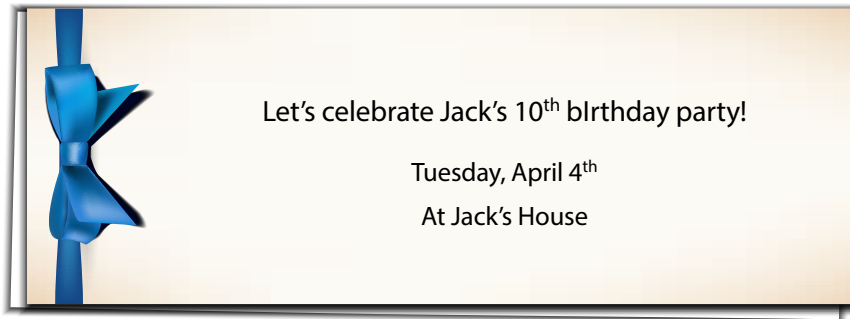 Let’s celebrate Jack’s 10th bIrthday party!
Tuesday, April 4th
At Jack’s House